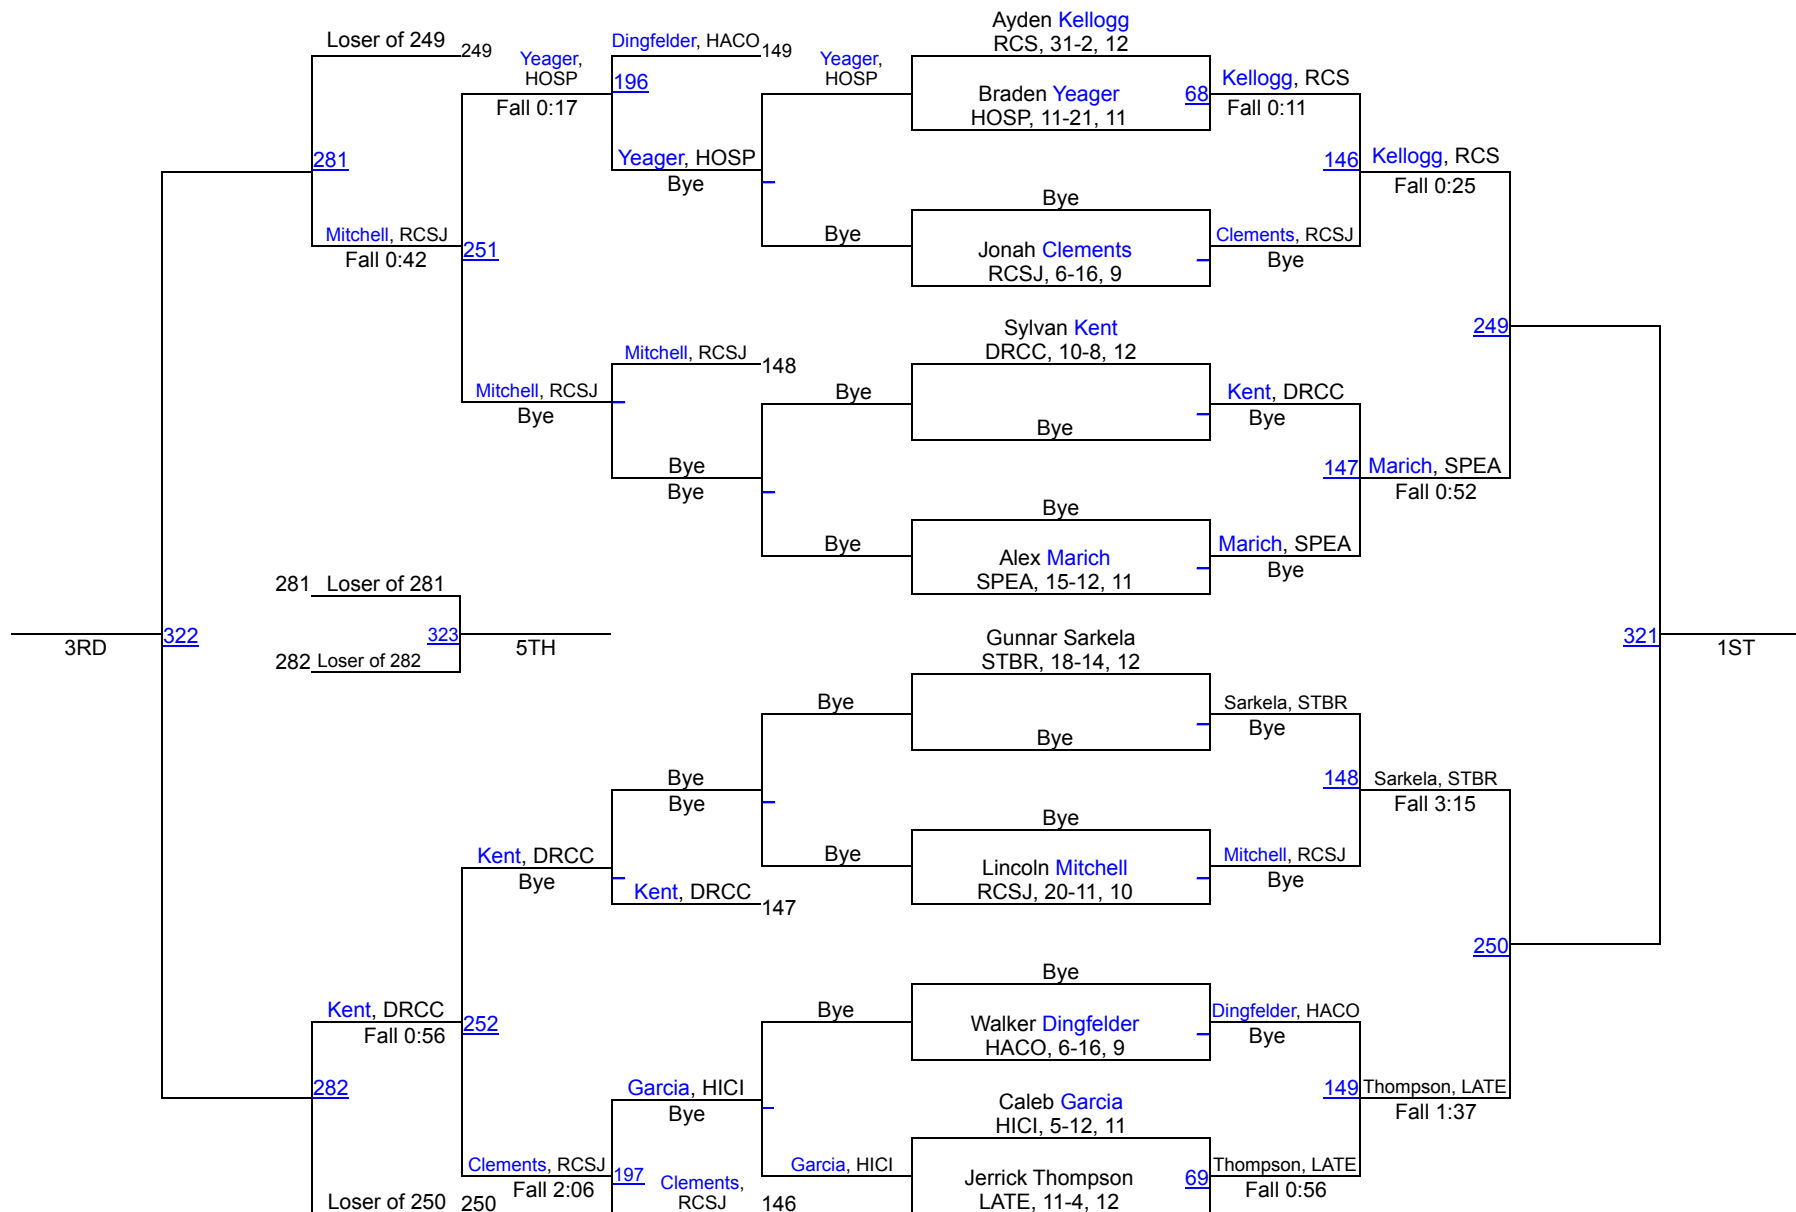 Ayden Kellogg
Loser of 249
249
Dingfelder, HACO
149
Yeager,
HOSP
Yeager,
HOSP
RCS, 31-2, 12
196
Kellogg, RCS
Fall 0:17
Braden Yeager
68
Fall 0:11
HOSP, 11-21, 11
281
Yeager, HOSP
146
Kellogg, RCS
Bye
Fall 0:25
Bye
Mitchell, RCSJ
251
Bye
Clements, RCSJ
Fall 0:42
Jonah Clements
Bye
RCSJ, 6-16, 9
Sylvan Kent
249
Mitchell, RCSJ
148
DRCC, 10-8, 12
Mitchell, RCSJ
Bye
Kent, DRCC
Bye
Bye
Bye
Bye
147
Marich, SPEA
Bye
Fall 0:52
Bye
Bye
Marich, SPEA
Alex Marich
Bye
SPEA, 15-12, 11
281
Loser of 281
3RD
322
323
5TH
Gunnar Sarkela
321
1ST
282
Loser of 282
STBR, 18-14, 12
Bye
Sarkela, STBR
Bye
Bye
Bye
148
Sarkela, STBR
Bye
Fall 3:15
Bye
Kent, DRCC
Bye
Mitchell, RCSJ
Bye
Lincoln Mitchell
Bye
Kent, DRCC
147
RCSJ, 20-11, 10
250
Bye
Kent, DRCC
252
Bye
Dingfelder, HACO
Fall 0:56
Walker Dingfelder
Bye
HACO, 6-16, 9
282
Garcia, HICI
149
Thompson, LATE
Bye
Caleb Garcia
Fall 1:37
HICI, 5-12, 11
Clements, RCSJ
197
Garcia, HICI
Thompson, LATE
Fall 2:06
Clements,
RCSJ
146
Jerrick Thompson
69
Fall 0:56
Loser of 250
250
LATE, 11-4, 12